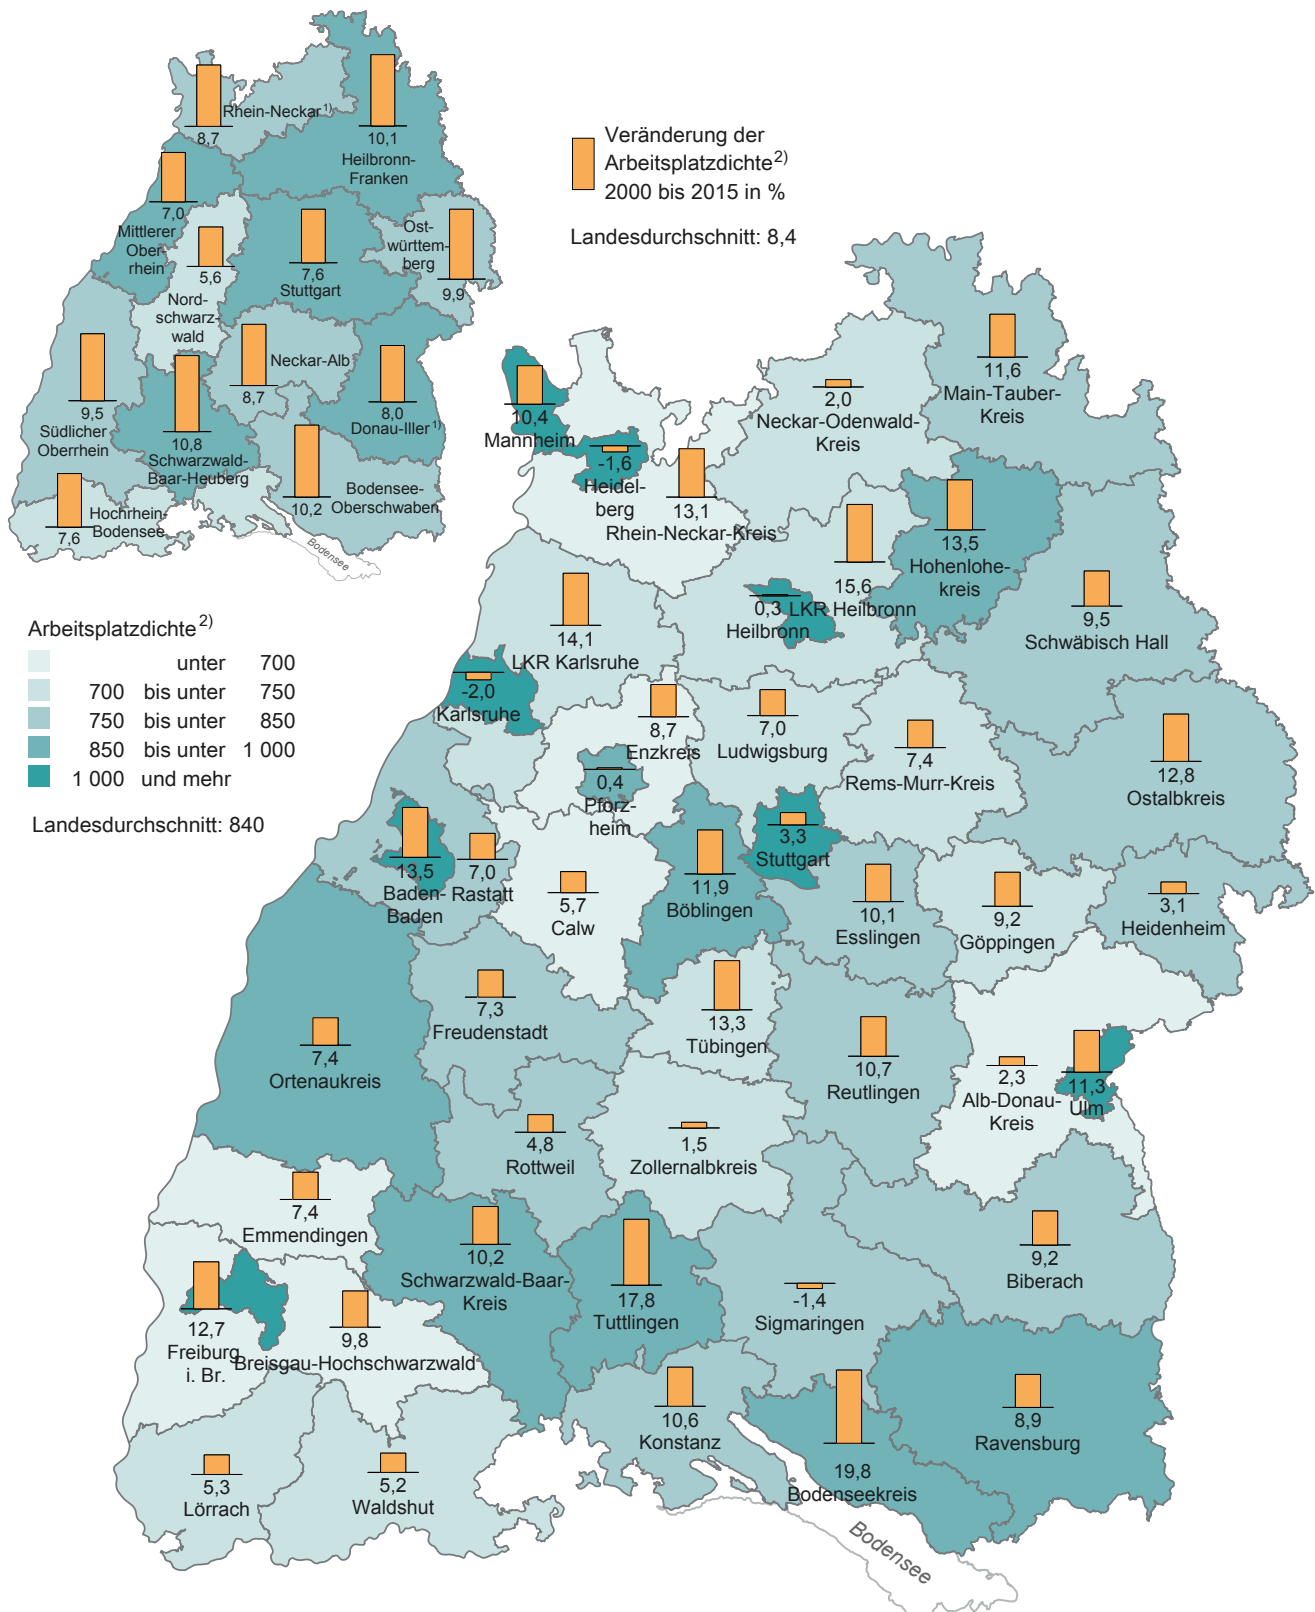 Rhein-Neckar1)
8,7
10,1
Heilbronn-
Franken
7,0
Mittlerer
Ober-
rhein
5,6
Nord-
schwarz-
wald
7,6
Stuttgart
Ost-
württem-
berg
9,9
Neckar-Alb
8,7
8,0
Donau-Iller1)
9,5
Südlicher
Oberrhein
10,8
Schwarzwald-
Baar-Heuberg
10,2
Bodensee-
Oberschwaben
Hochrhein-
Bodensee
7,6
Bodensee
Veränderung der
Arbeitsplatzdichte2)
2000 bis 2015 in %
Landesdurchschnitt: 8,4
Arbeitsplatzdichte2)
unter 700
700 bis unter 750
750 bis unter 850
850 bis unter 1 000
1 000 und mehr
Landesdurchschnitt: 840
11,6
Main-Tauber-
Kreis
2,0
Neckar-Odenwald-
Kreis
10,4
Mannheim
-1,6
Heidel-
berg
13,1
Rhein-Neckar-Kreis
13,5
Hohenlohe-
kreis
15,6
LKR Heilbronn
0,3
Heilbronn
9,5
Schwäbisch Hall
14,1
LKR Karlsruhe
-2,0
Karlsruhe
8,7
Enzkreis
7,0
Ludwigsburg
7,4
Rems-Murr-Kreis
12,8
Ostalbkreis
0,4
Pforz-
heim
3,3
Stuttgart
13,5
Baden-
Baden
7,0
Rastatt
5,7
Calw
11,9
Böblingen
10,1
Esslingen
9,2
Göppingen
3,1
Heidenheim
7,3
Freudenstadt
13,3
Tübingen
10,7
Reutlingen
2,3
Alb-Donau-
Kreis
11,3
Ulm
7,4
Ortenaukreis
4,8
Rottweil
1,5
Zollernalbkreis
7,4
Emmendingen
10,2
Schwarzwald-Baar-
Kreis
17,8
Tuttlingen
-1,4
Sigmaringen
9,2
Biberach
12,7
Freiburg
i. Br.
9,8
Breisgau-Hochschwarzwald
10,6
Konstanz
19,8
Bodenseekreis
8,9
Ravensburg
5,3
Lörrach
5,2
Waldshut
Bodensee